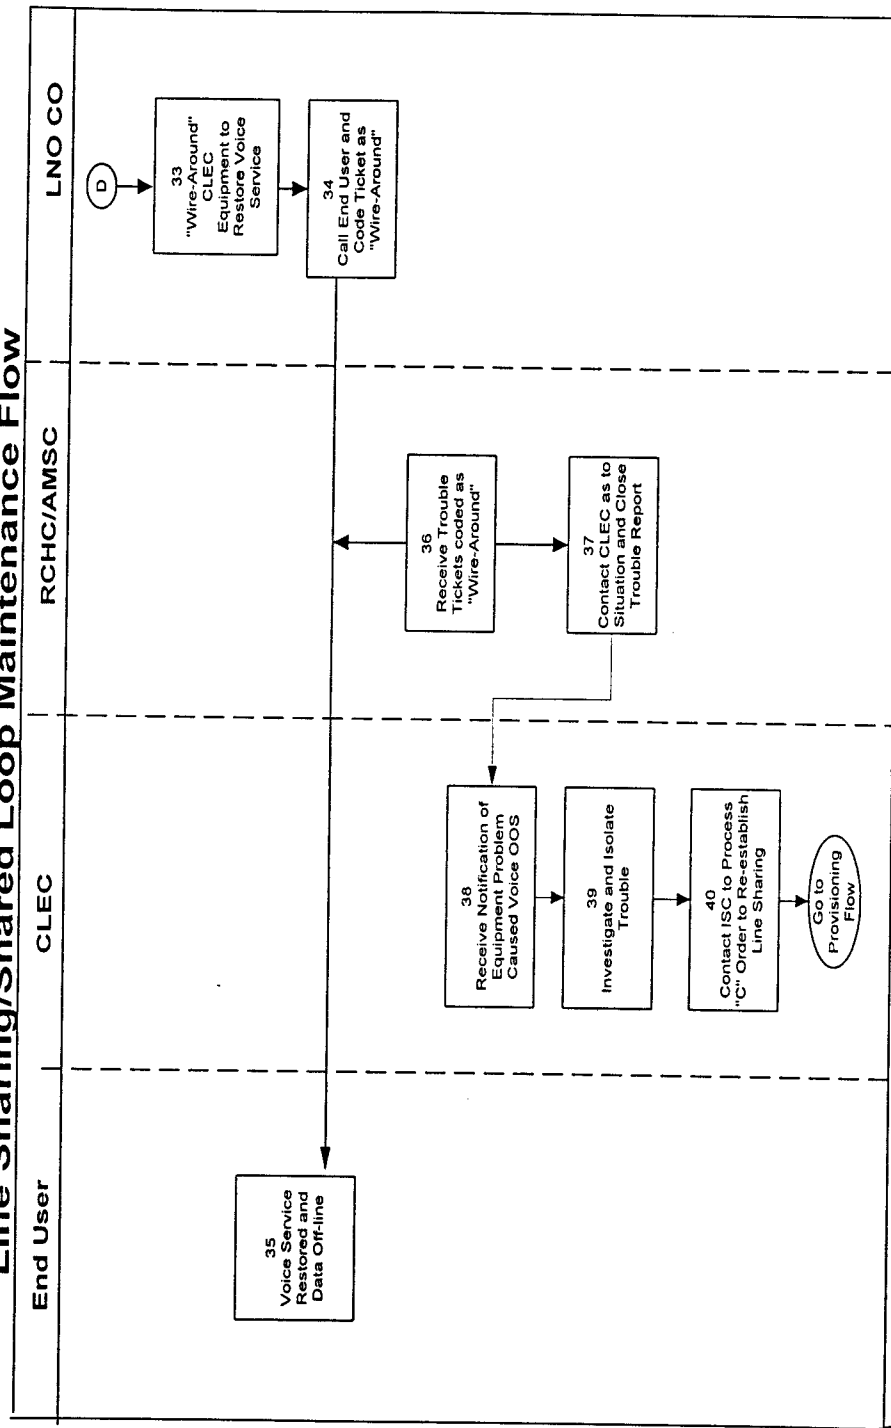 Line Sharing/Shared Loop Maintenance Flow
End User
CLEC
RCHC/AMSC
LNO CO
D
33
"Wire-Around"
CLEC
Equipment to
Restore Voice
Service
34
Call End User and
Code Ticket as
"Wire-Around"
35
Voice Service
Restored and
Data Off-line
36
Receive Trouble
Tickets coded as
"Wire-Around"
37
Contact CLEC as to
Situation and Close
Trouble Report
38
Receive Notification of
Equipment Problem
Caused Voice OOS
39
Investigate and Isolate
Trouble
40
Contact ISC to Process
"C" Order to Re-establish
Line Sharing
Go to
Provisioning
Flow